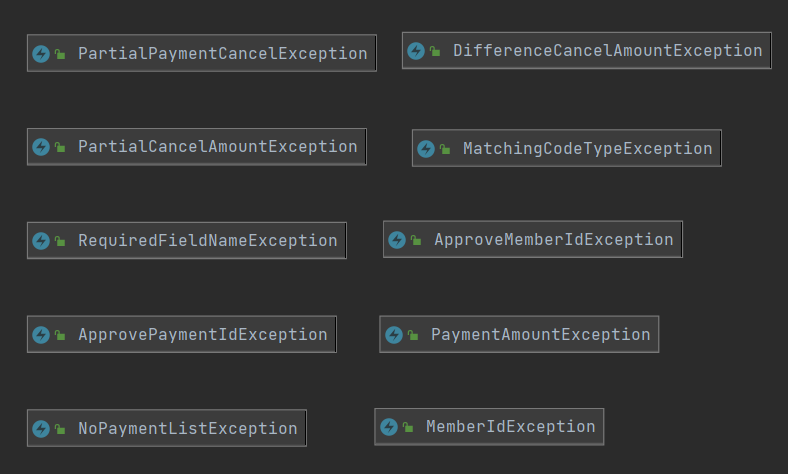 PartialPaymentCancelException
DifferenceCancelAmountException
PartialCancelAmountException
MatchingCodeTypeException
RequiredFieldNameException
ApproveMemberIdException
ApprovePaymentIdException
PaymentAmountException
NoPaymentListException
MemberIdException